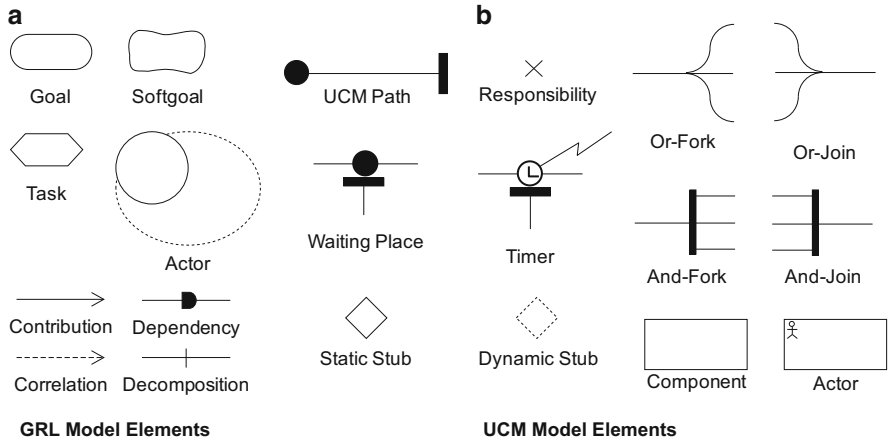 a
Goal
Softgoal
Task
Actor
Contribution
Dependency
Correlation
Decomposition
GRL Model Elements
b
UCM Path
Responsibility
Or-Fork
Or-Join
Waiting Place
Timer
And-Fork
And-Join
Static Stub
Dynamic Stub
Component
Actor
UCM Model Elements